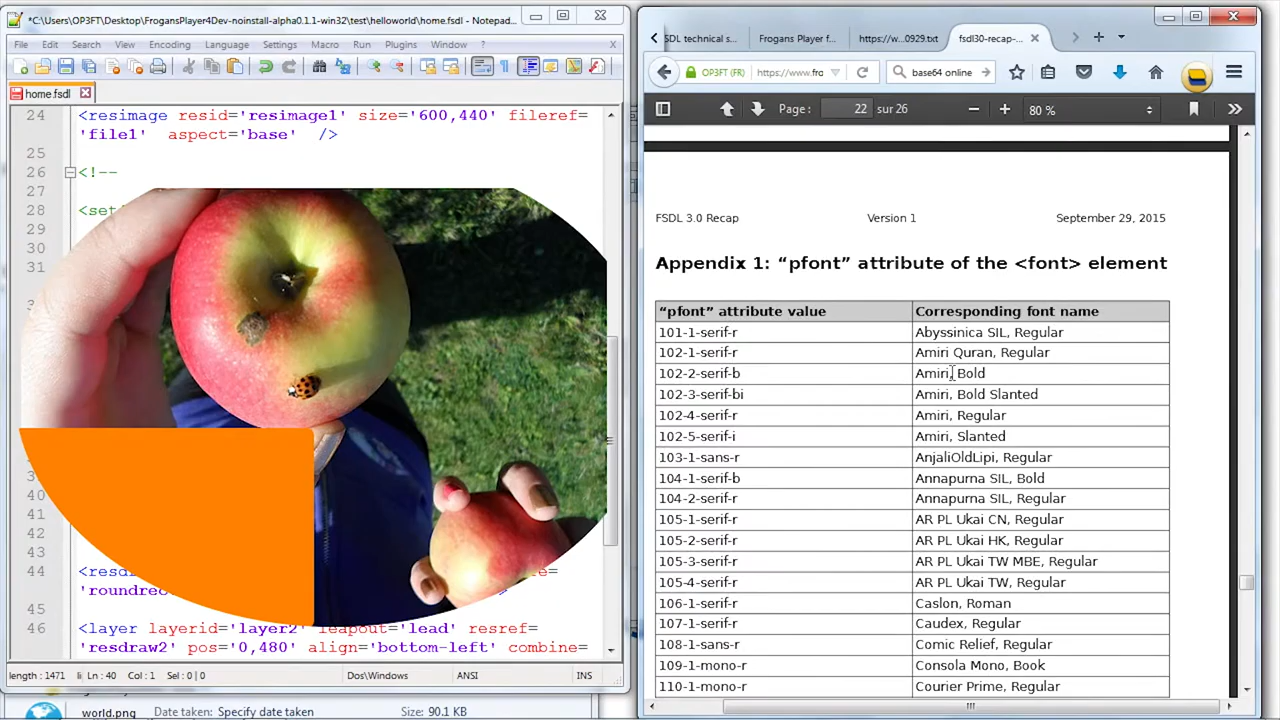 *C:\Users\OP3FT\Desktop\FrogansPlayer4Dev-noinstall-alpha0.1.1-win32\test\helloworld\home.fsdl - Notepad...
File Edit Search View Encoding Language Settings Macro Run Plugins Window ? X
home.fsdl
24 <resimage resid='resimage1' size='600,440' fileref=
'file1' aspect='base' />
25
26 <!--
27
28 <set
29
30
31
40
41
42
43
44 <res
'roundre
45
46 <layer layerid='layer2' leapout='lead' resref=
'resdraw2' pos='0,480' align='bottom-left' combine=
length : 1471 li Ln : 40 Col : 1 Sel : 0 | 0 Dos\Windows ANSI INS
world.png Date taken: Specify date taken Size: 90.1 KB
SDL technical s... Frogans Player f... https://w...0929.txt fsdl30-recap-...
OP3FT (FR) https://www.fro base64 online
Page : 22 sur 26 80 %
FSDL 3.0 Recap Version 1 September 29, 2015
Appendix 1: “pfont” attribute of the <font> element
“pfont” attribute value Corresponding font name
101-1-serif-r Abyssinica SIL, Regular
102-1-serif-r Amiri Quran, Regular
102-2-serif-b Amiri, Bold
102-3-serif-bi Amiri, Bold Slanted
102-4-serif-r Amiri, Regular
102-5-serif-i Amiri, Slanted
103-1-sans-r AnjaliOldLipi, Regular
104-1-serif-b Annapurna SIL, Bold
104-2-serif-r Annapurna SIL, Regular
105-1-serif-r AR PL Ukai CN, Regular
105-2-serif-r AR PL Ukai HK, Regular
105-3-serif-r AR PL Ukai TW MBE, Regular
105-4-serif-r AR PL Ukai TW, Regular
106-1-serif-r Caslon, Roman
107-1-serif-r Caudex, Regular
108-1-sans-r Comic Relief, Regular
109-1-mono-r Consola Mono, Book
110-1-mono-r Courier Prime, Regular